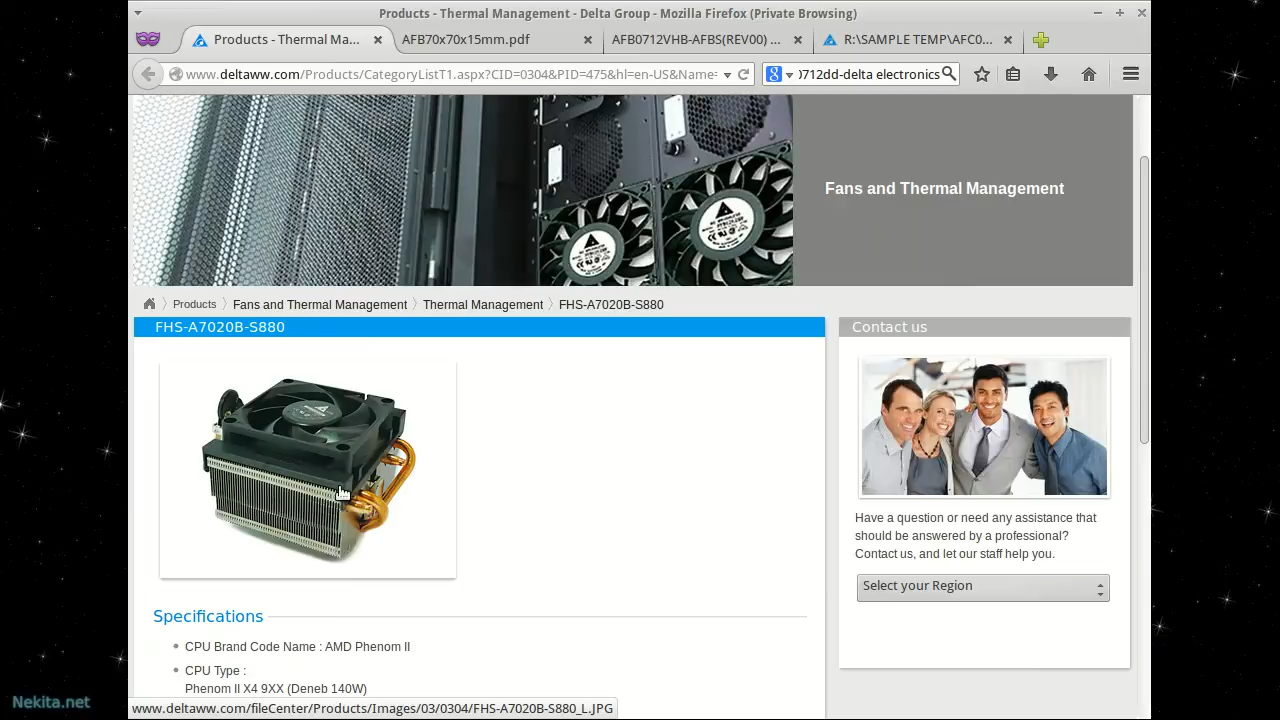 Products - Thermal Management - Delta Group - Mozilla Firefox (Private Browsing)
Products - Thermal Ma...
AFB70x70x15mm.pdf
AFB0712VHB-AFBS(REV00) ...
R:\SAMPLE TEMP\AFC0...
www.deltaww.com/Products/CategoryListT1.aspx?CID=0304&PID=475&hl=en-US&Name=
)712dd-delta electronics
Fans and Thermal Management
Products
Fans and Thermal Management
Thermal Management
FHS-A7020B-S880
FHS-A7020B-S880
Contact us
Have a question or need any assistance that
should be answered by a professional?
Contact us, and let our staff help you.
Select your Region
Specifications
CPU Brand Code Name : AMD Phenom II
CPU Type :
Phenom II X4 9XX (Deneb 140W)
www.deltaww.com/fileCenter/Products/Images/03/0304/FHS-A7020B-S880_L.JPG
Nekita.net